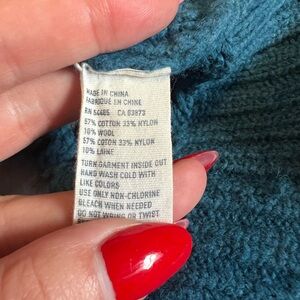 MADE IN CHINA
FABRIQUE EN CHINE
RN 54485 CA 03973
57% COTTON 33% NYLON
10% WOOL
57% COTON 33% NYLON
10% LAINE
TURN GARMENT INSIDE OUT
HAND WASH COLD WITH
LIKE COLORS
USE ONLY NON-CHLORINE
BLEACH WHEN NEEDED
DO NOT WRING OR TWIST